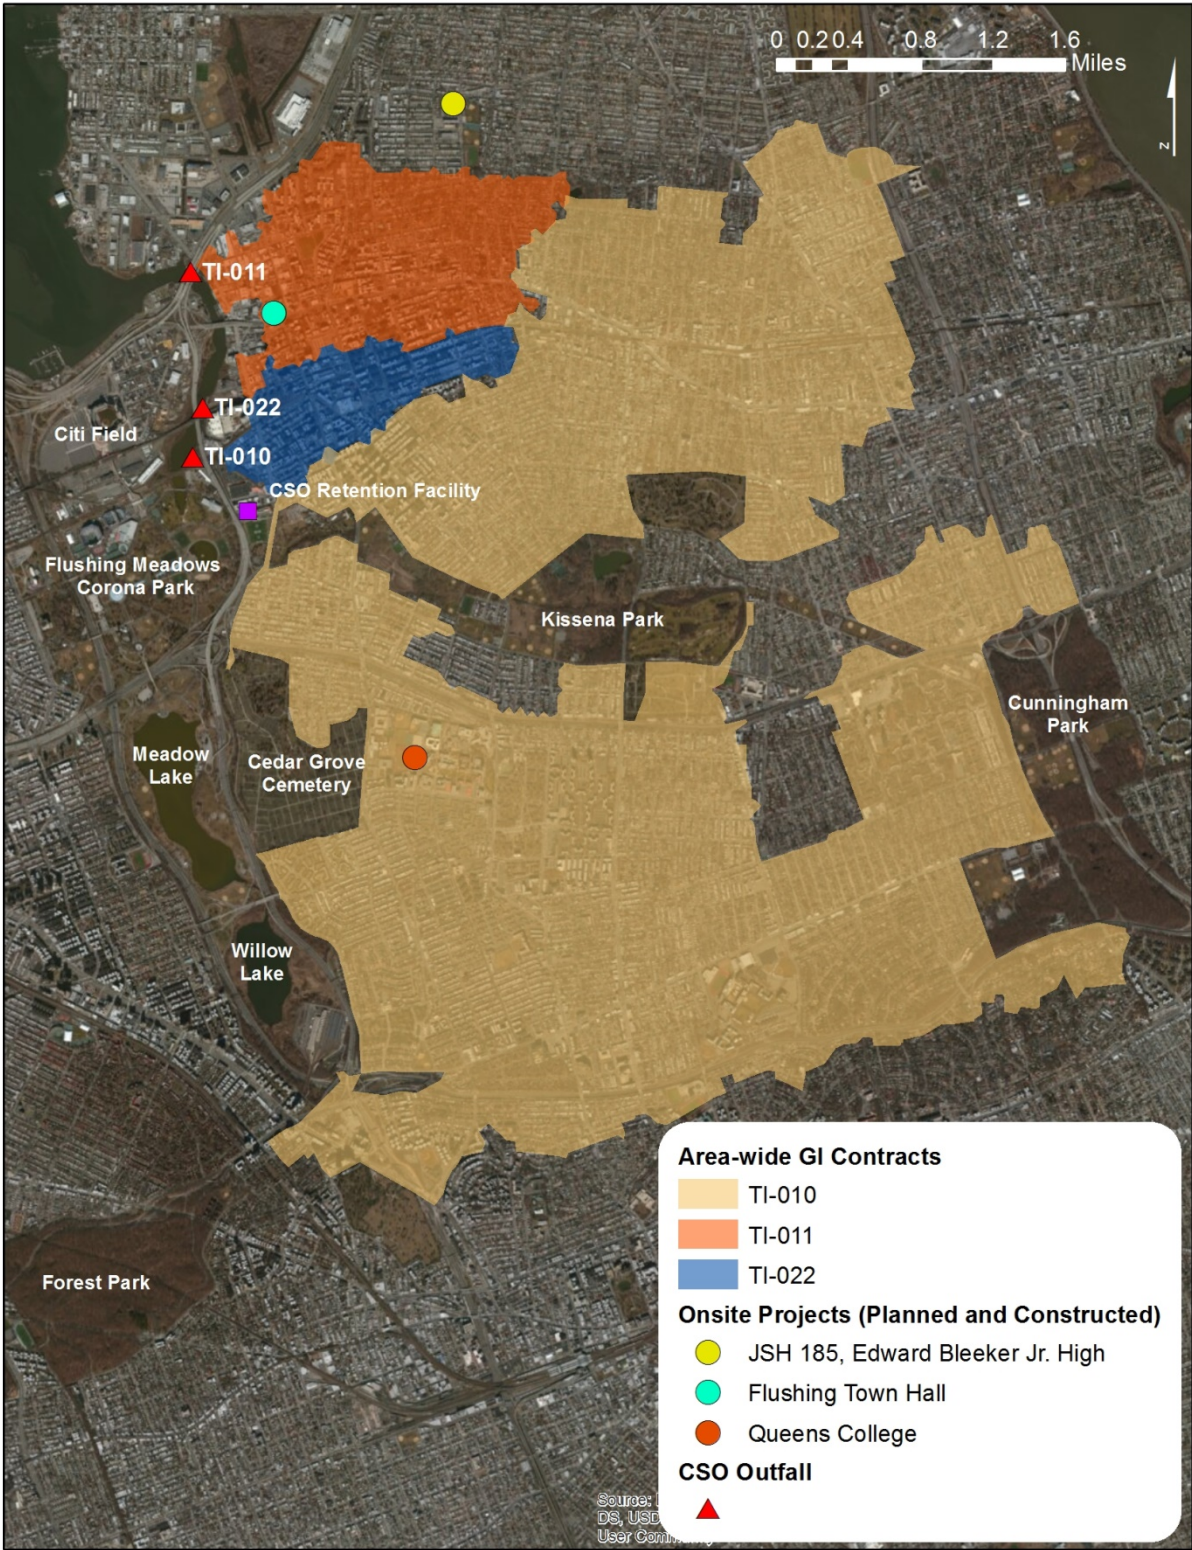 0 0.2 0.4 0.8 1.2 1.6
Miles
N
TI-011
TI-022
Citi Field
TI-010
CSO Retention Facility
Flushing Meadows
Corona Park
Kissena Park
Cunningham
Park
Meadow
Lake
Cedar Grove
Cemetery
Willow
Lake
Forest Park
Area-wide GI Contracts
TI-010
TI-011
TI-022
Onsite Projects (Planned and Constructed)
JSH 185, Edward Bleeker Jr. High
Flushing Town Hall
Queens College
CSO Outfall
Source:
DS,
User